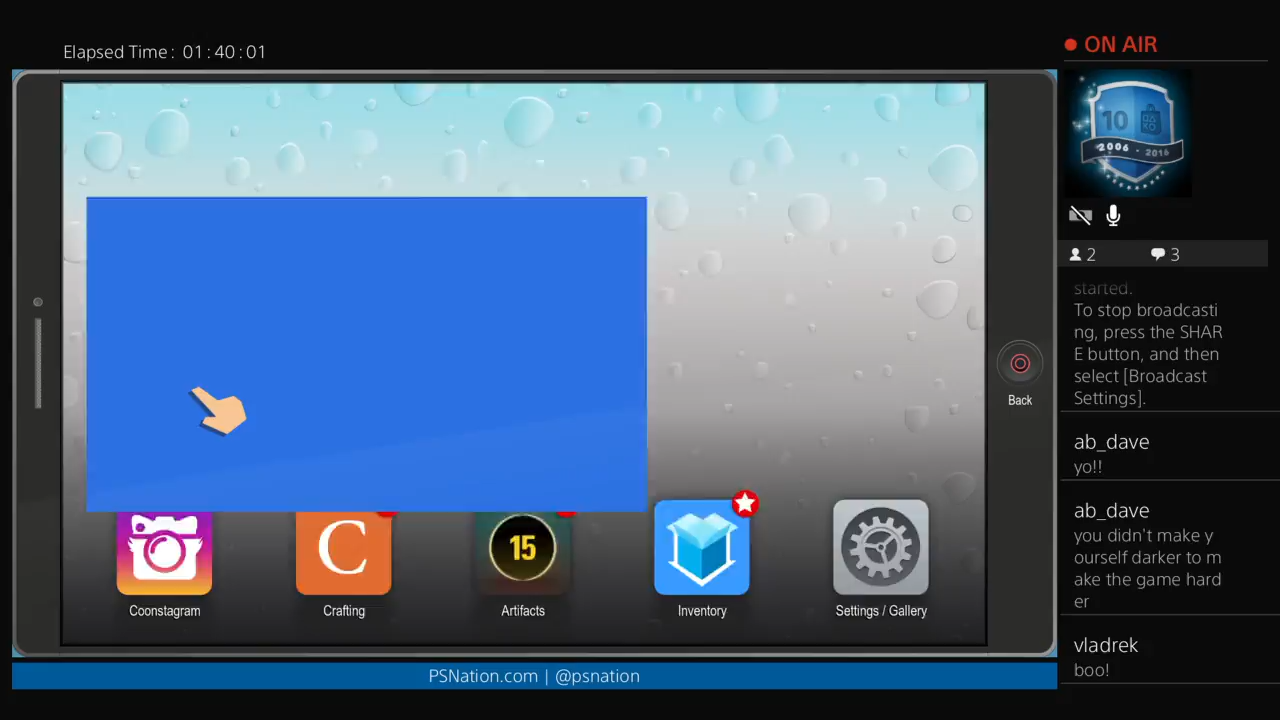 Elapsed Time: 01:40:01
ON AIR
10
2006 - 2016
2
3
started.
To stop broadcasti
ng, press the SHAR
E button, and then
select [Broadcast
Settings].
ab_dave
yo!!
ab_dave
you didn't make y
ourself darker to m
ake the game hard
er
vladrek
boo!
Back
C
15
Coonstagram
Crafting
Artifacts
Inventory
Settings / Gallery
PSNation.com | @psnation